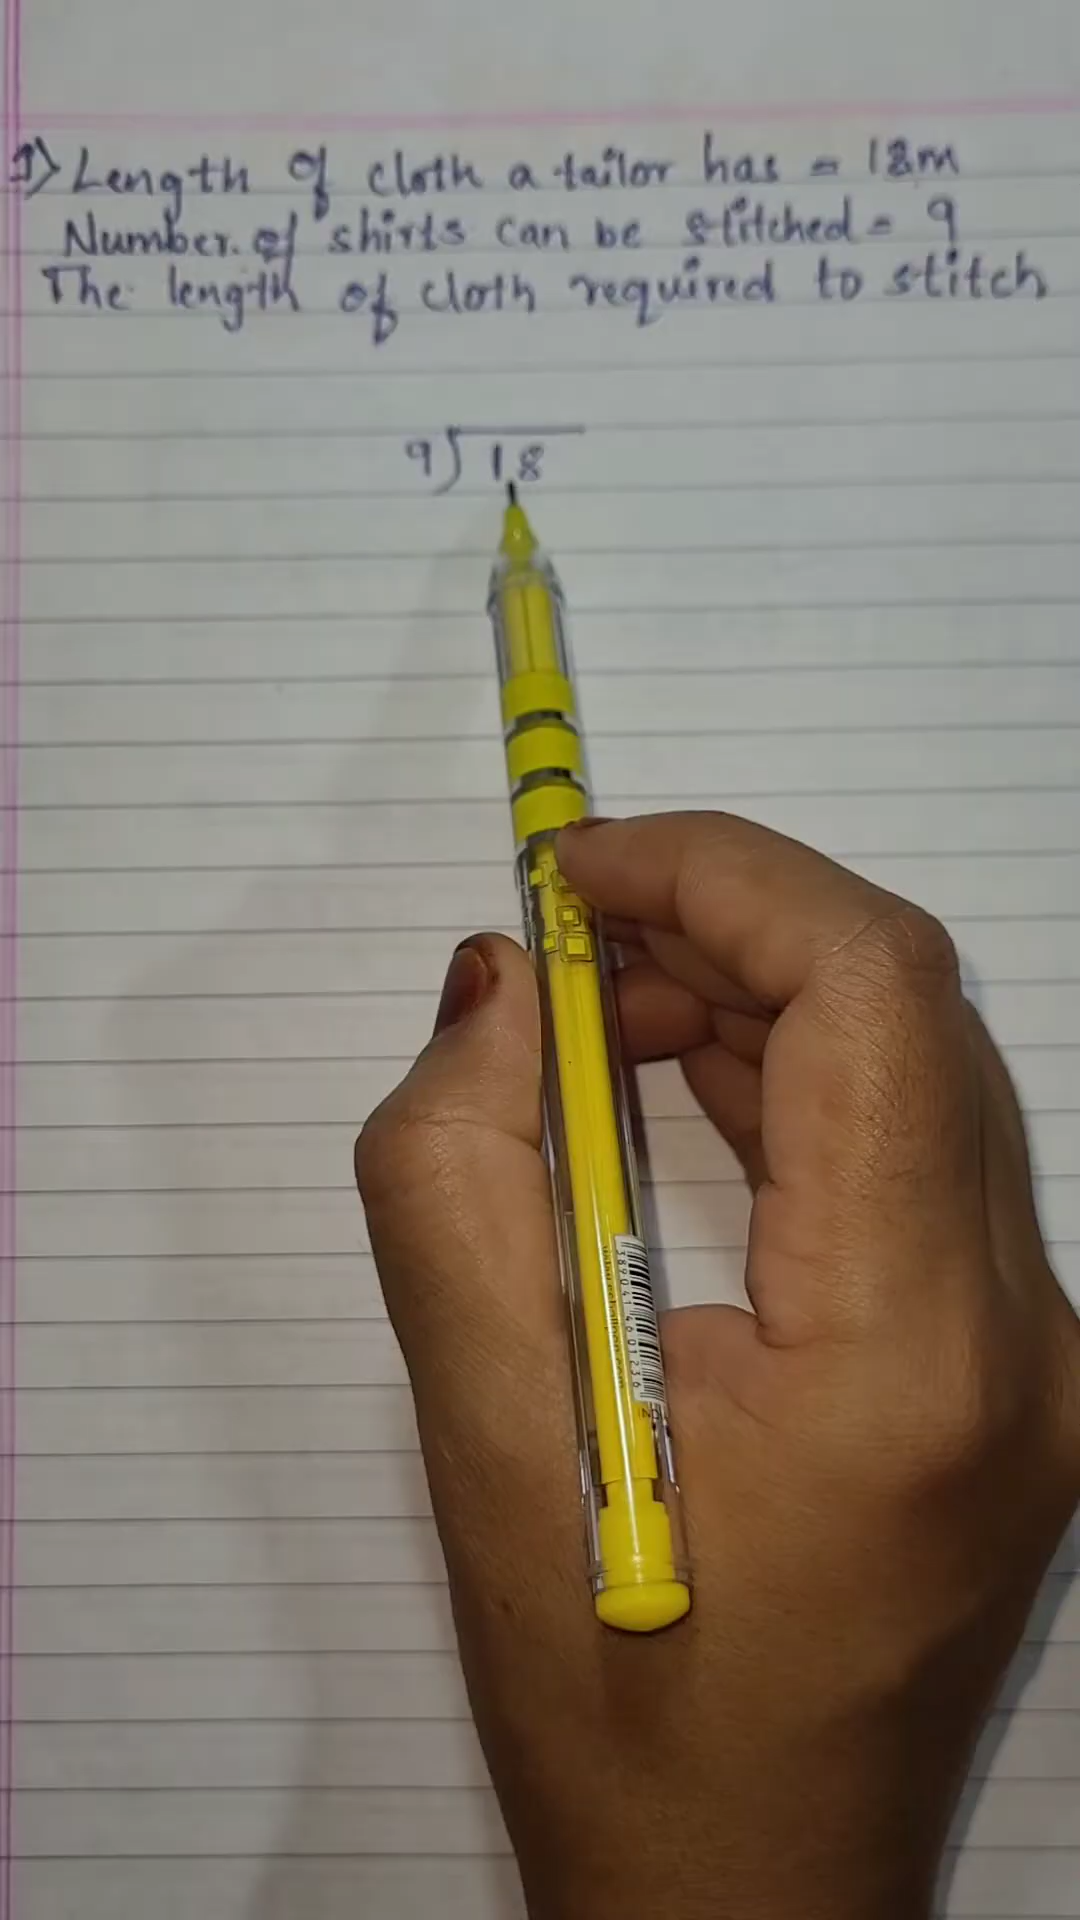 1) Length of cloth a tailor has = 18m
Number of shirts can be stitched = 9
The length of cloth required to stitch
9)18